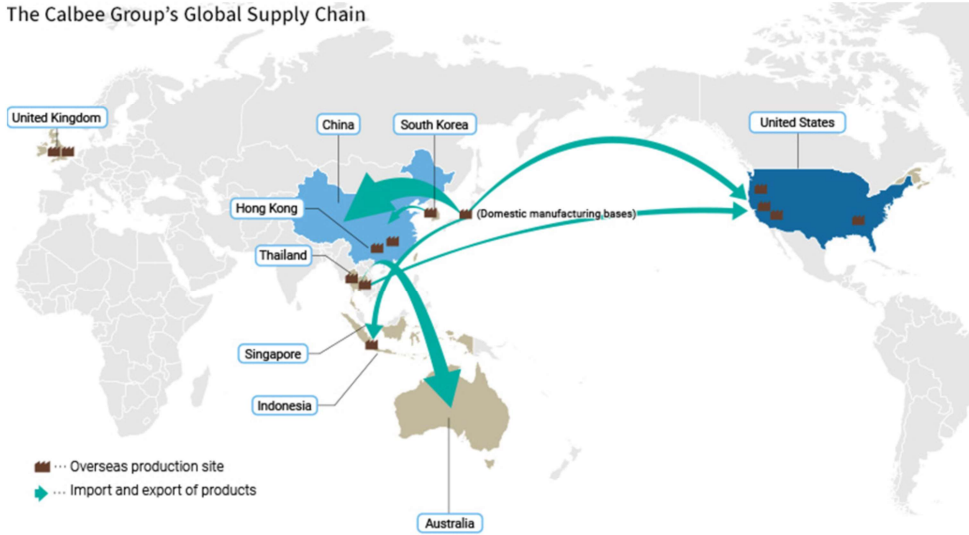 The Calbee Group's Global Supply Chain
United Kingdom
China
South Korea
United States
Hong Kong
(Domestic manufacturing bases)
Thailand
Singapore
Indonesia
··· Overseas production site
··· Import and export of products
Australia